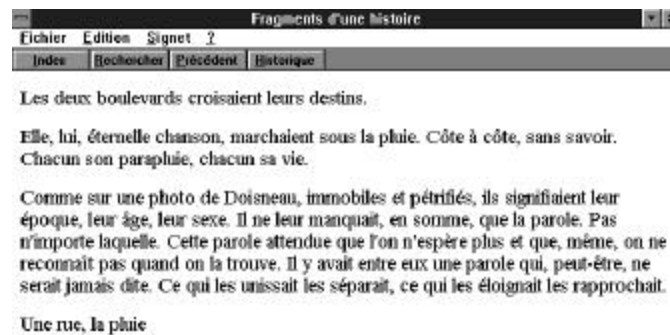 Fragments d'une histoire
Fichier Edition Signet ?
Index Rechercher Précédent Historique
Les deux boulevards croisaient leurs destins.
Elle, lui, éternelle chanson, marchaient sous la pluie. Côte à côte, sans savoir.
Chacun son parapluie, chacun sa vie.
Comme sur une photo de Doisneau, immobiles et pétrifiés, ils signifiaient leur
époque, leur âge, leur sexe. Il ne leur manquait, en somme, que la parole. Pas
n'importe laquelle. Cette parole attendue que l'on n'espère plus et que, même, on ne
reconnaît pas quand on la trouve. Il y avait entre eux une parole qui, peut-être, ne
serait jamais dite. Ce qui les unissait les séparait, ce qui les éloignait les rapprochait.
Une rue, la pluie